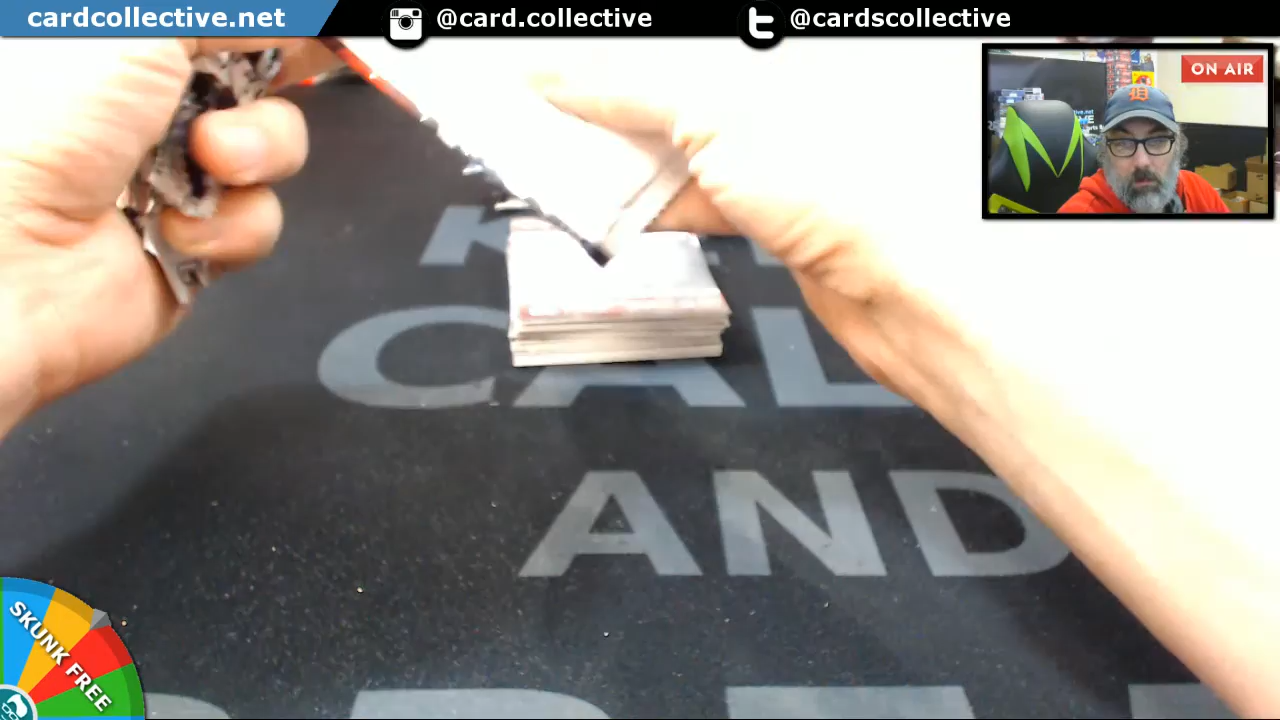 cardcollective.net
@card.collective
@cardscollective
ON AIR
CAL
AND
SKUNK FREE